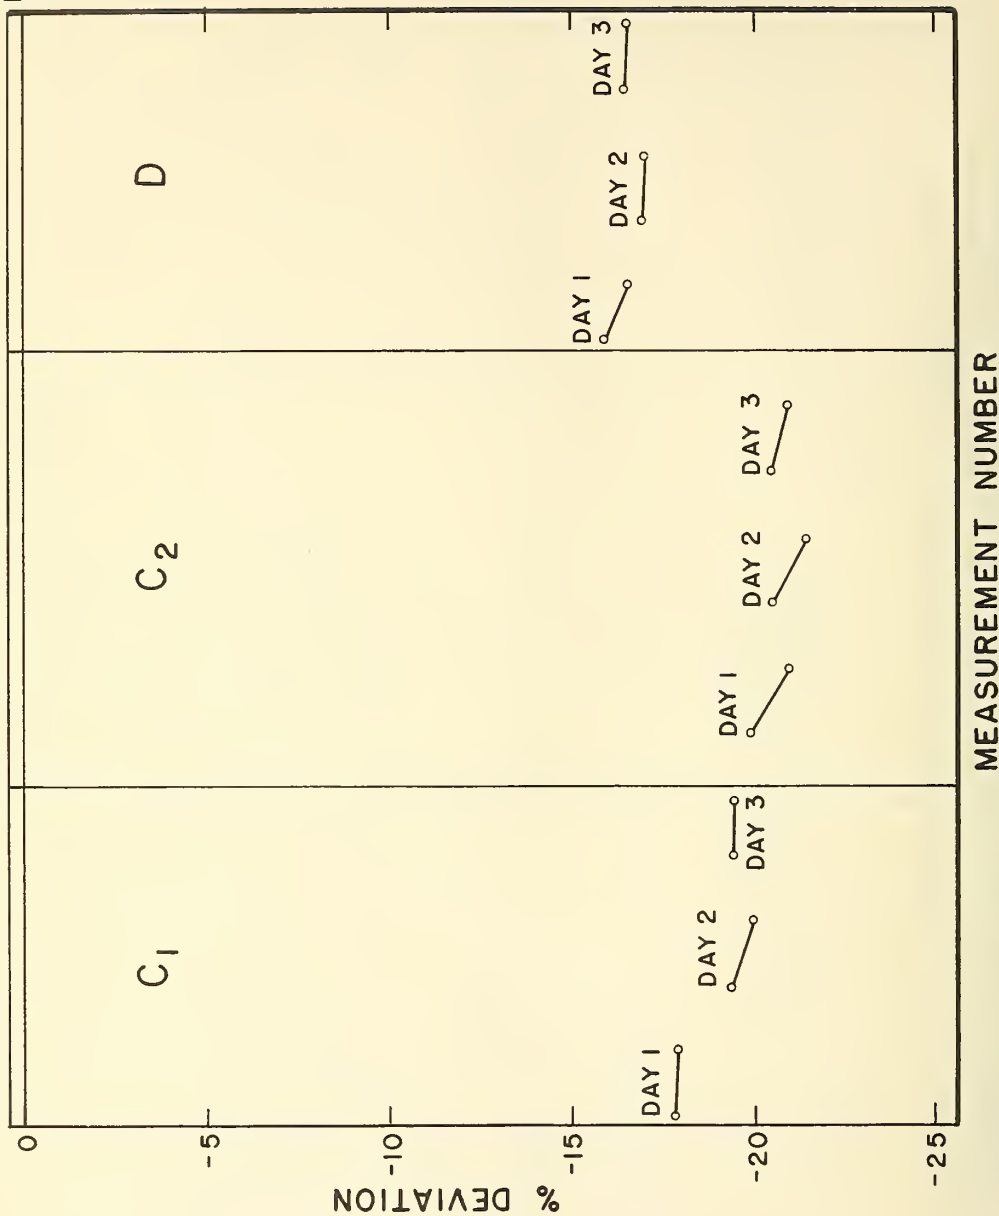 C1
C2
D
DAY 1
DAY 2
DAY 3
DAY 1
DAY 2
DAY 3
DAY 1
DAY 2
DAY 3
0
-5
-10
-15
-20
-25
% DEVIATION
MEASUREMENT NUMBER